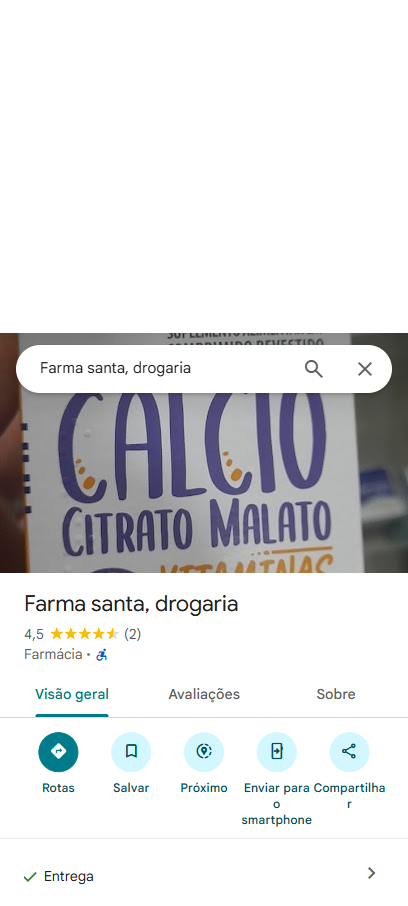 SUPLEMENTO ALIMENTAR EM
COMPRIMIDO REVESTIDO
Farma santa, drogaria
CALCIO
CITRATO MALATO
VITAMINAS
Farma santa, drogaria
4,5 (2)
Farmácia ·
Visão geral Avaliações Sobre
Rotas Salvar Próximo Enviar para o smartphone Compartilhar
Entrega